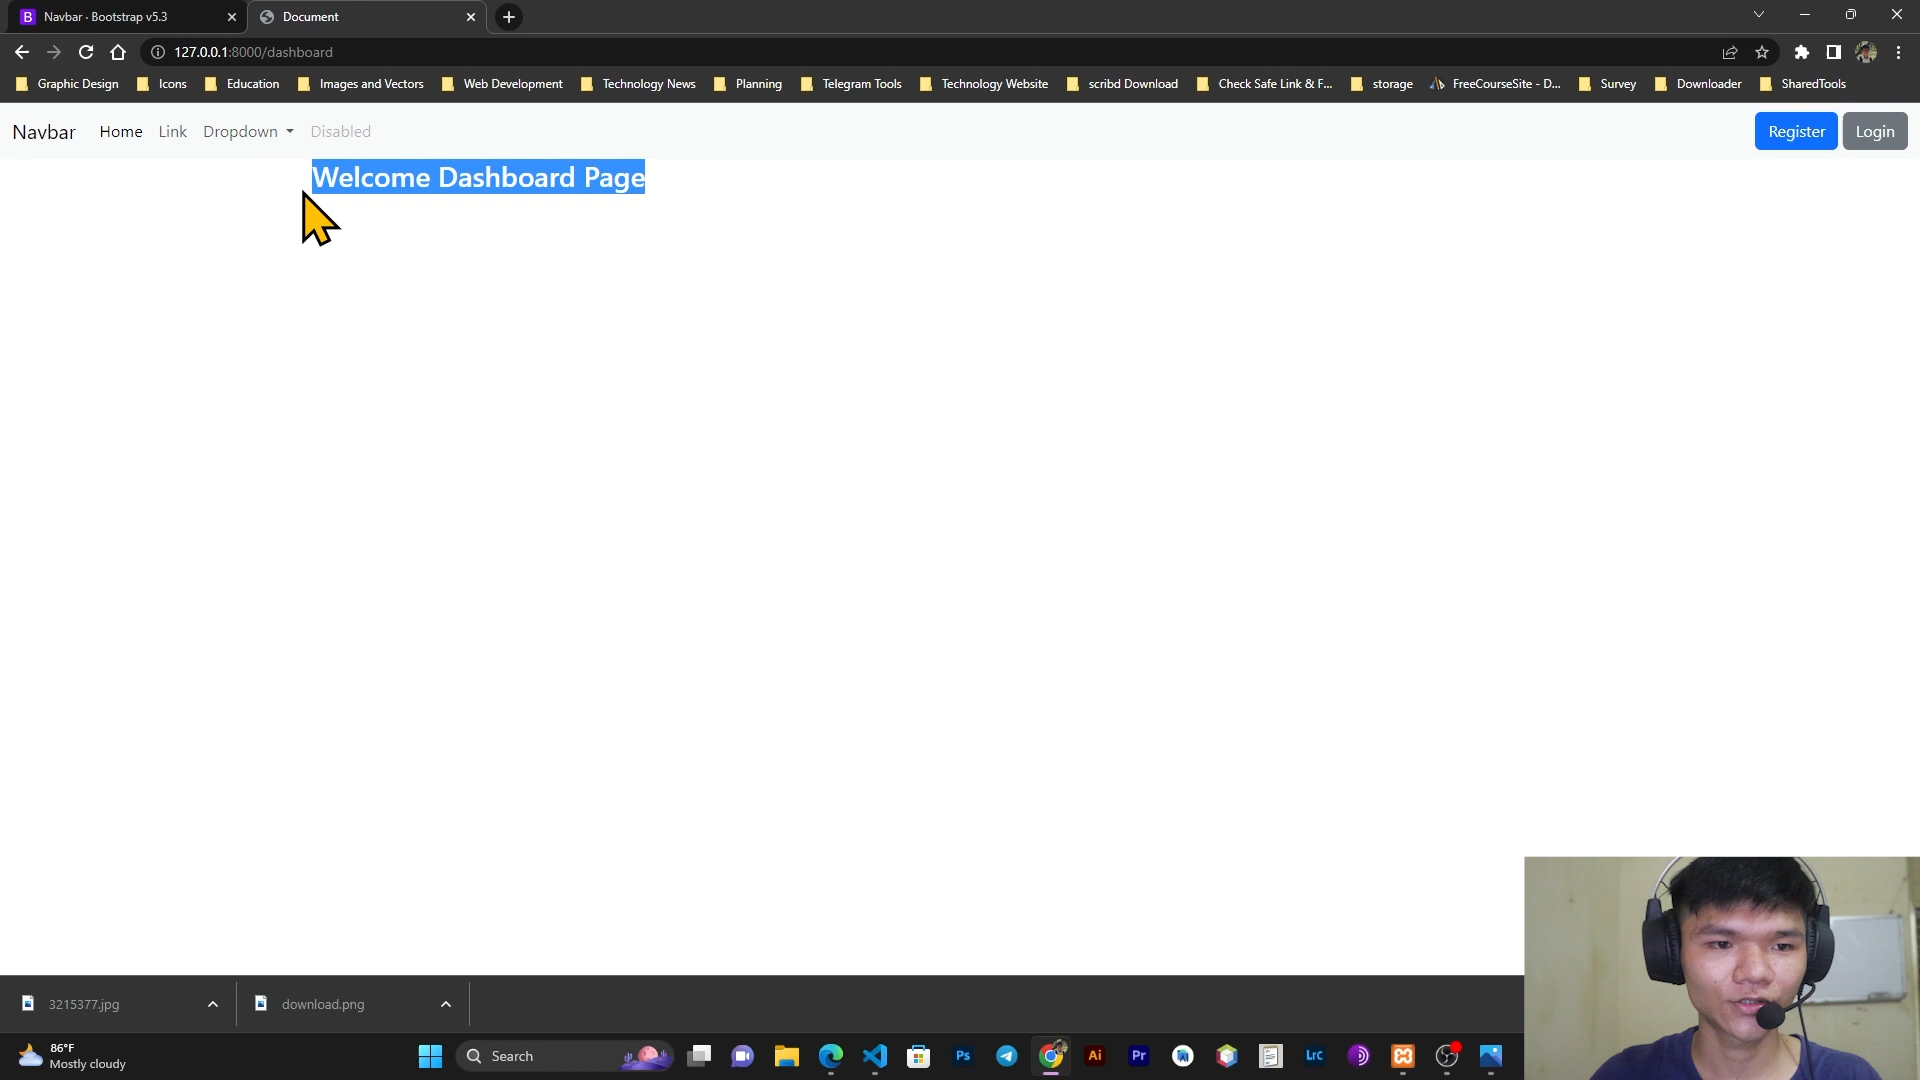 Navbar · Bootstrap v5.3
Document
127.0.0.1:8000/dashboard
Graphic Design
Icons
Education
Images and Vectors
Web Development
Technology News
Planning
Telegram Tools
Technology Website
scribd Download
Check Safe Link & F...
storage
FreeCourseSite - D...
Survey
Downloader
SharedTools
Navbar
Home
Link
Dropdown
Disabled
Register
Login
Welcome Dashboard Page
3215377.jpg
download.png
86°F
Mostly cloudy
Search
Ps
Ai
Pr
LrC